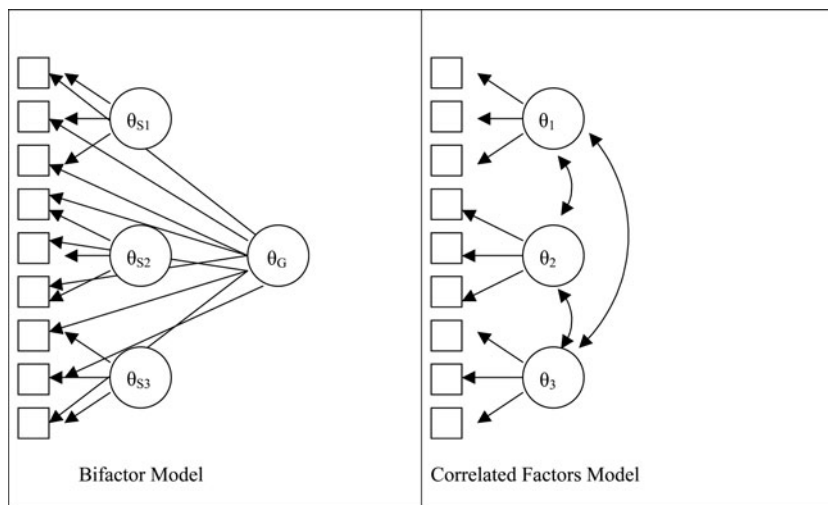 θS1
θS2
θG
θS3
Bifactor Model
θ1
θ2
θ3
Correlated Factors Model